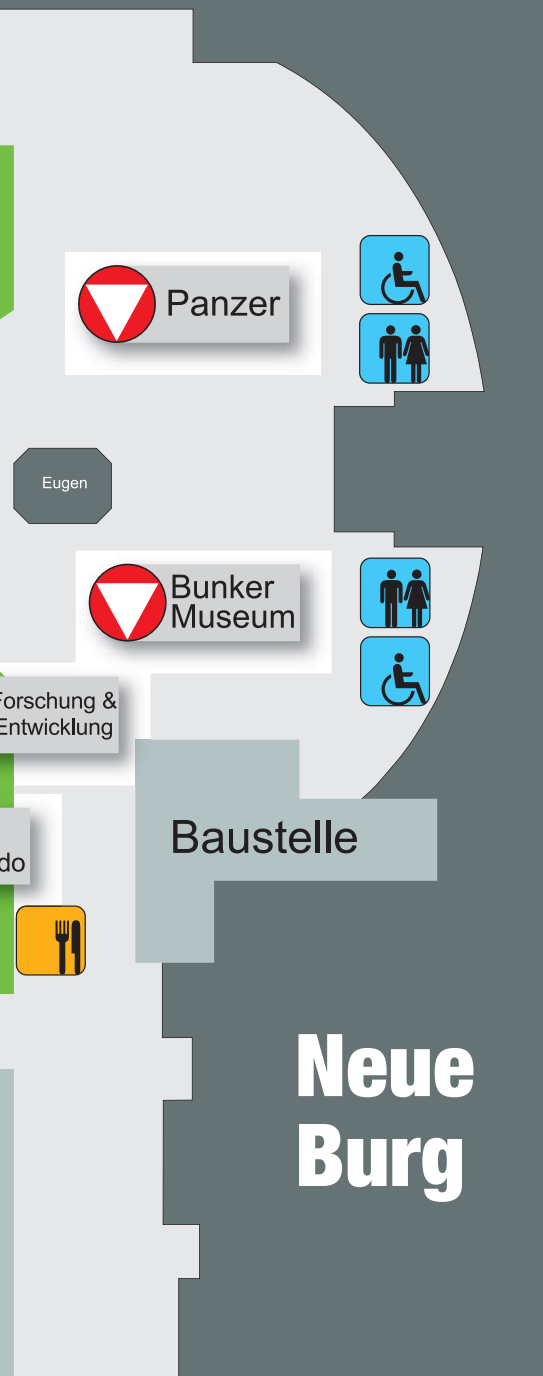 Panzer
Eugen
Bunker
Museum
Forschung &
Entwicklung
do
Baustelle
Neue
Burg